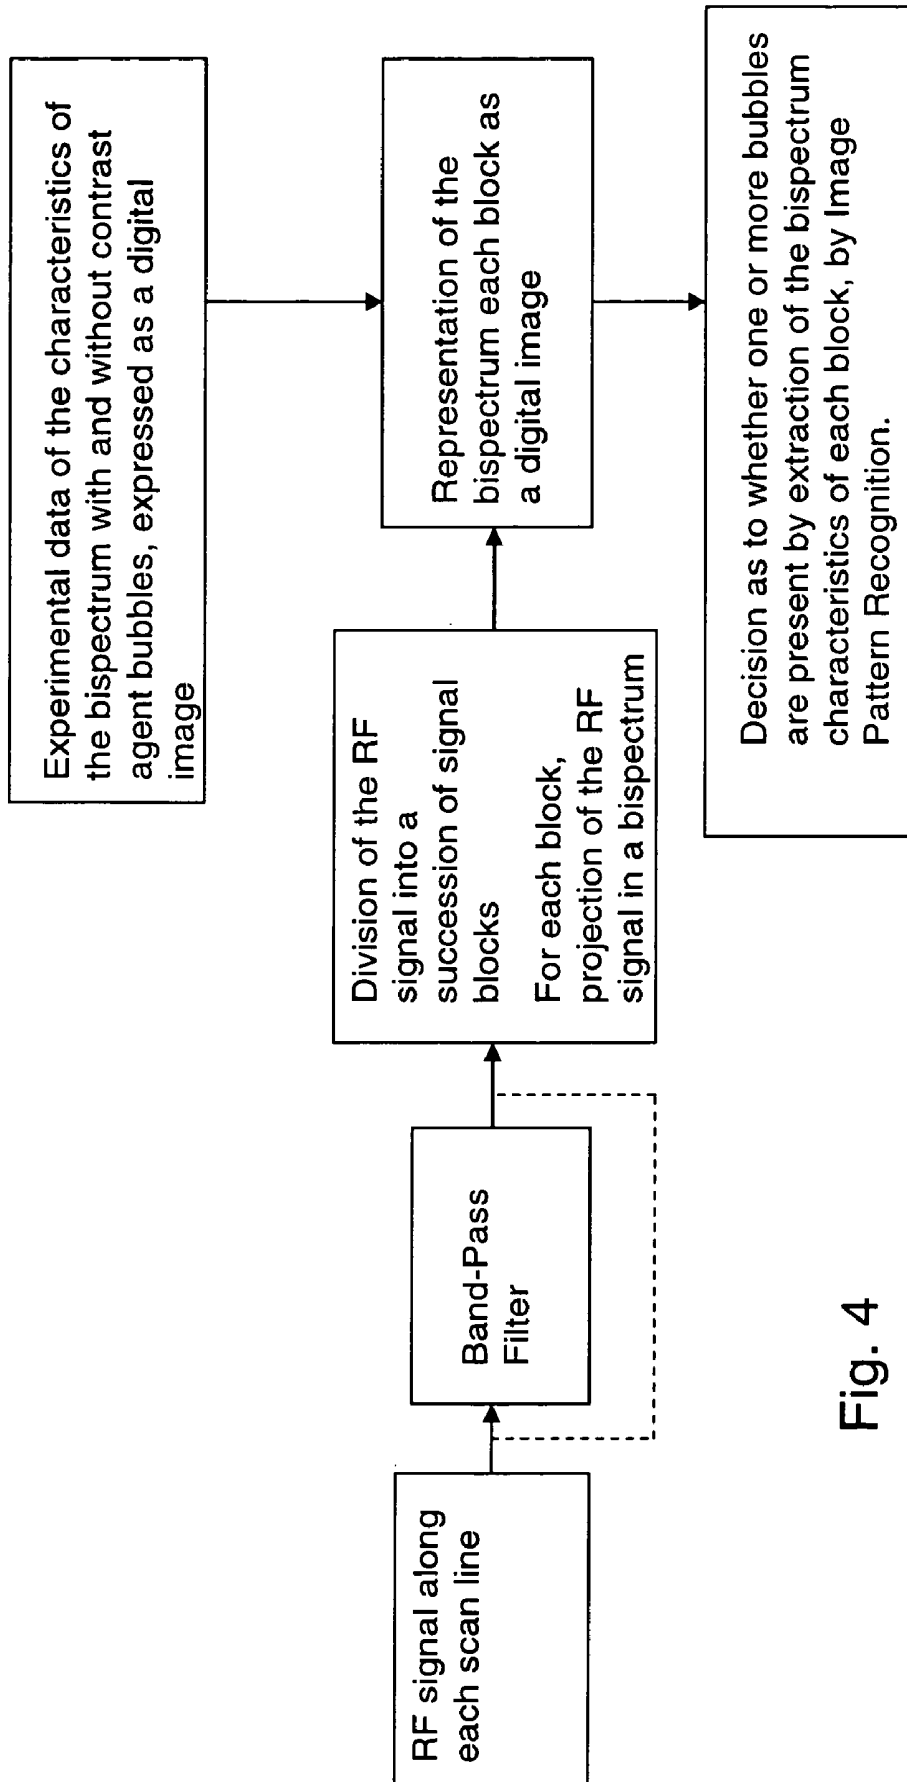 Experimental data of the characteristics of
the bispectrum with and without contrast
agent bubbles, expressed as a digital
image
RF signal along
each scan line
Band-Pass
Filter
Division of the RF
signal into a
succession of signal
blocks
For each block,
projection of the RF
signal in a bispectrum
Representation of the
bispectrum each block as
a digital image
Decision as to whether one or more bubbles
are present by extraction of the bispectrum
characteristics of each block, by Image
Pattern Recognition.
Fig. 4